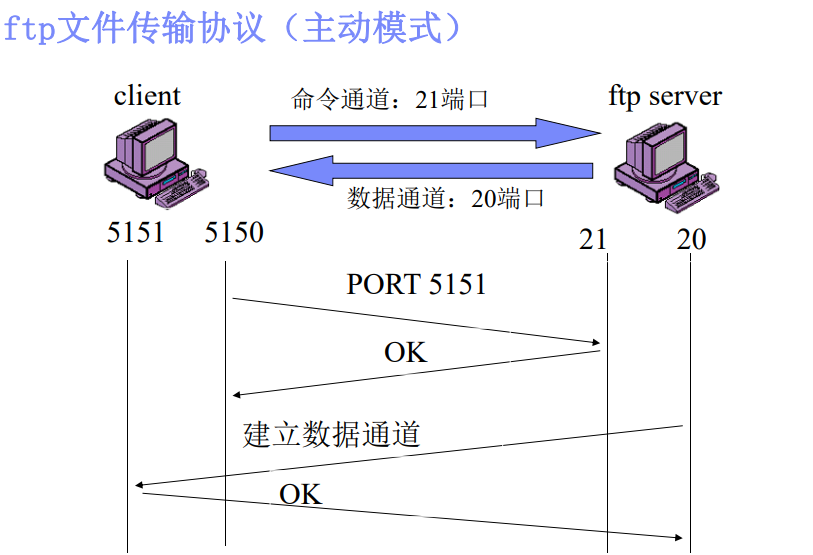 ftp文件传输协议（主动模式）
client
命令通道：21端口
ftp server
数据通道：20端口
5151
5150
21
20
PORT 5151
OK
建立数据通道
OK